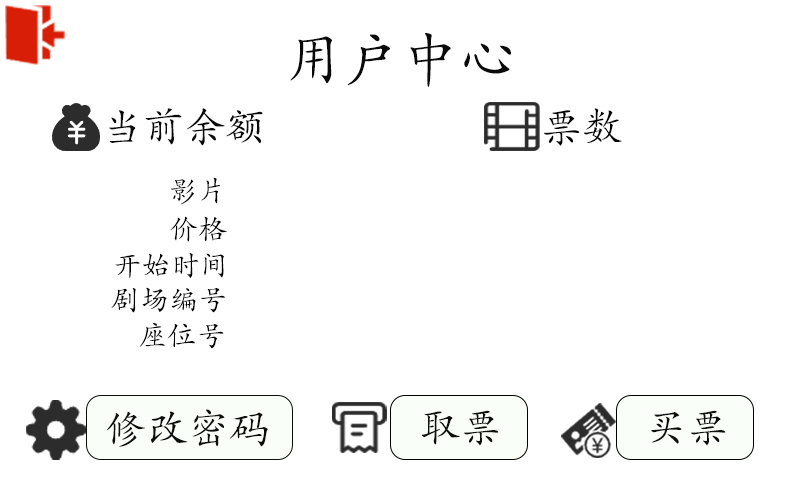 用户中心
当前余额 票数
影片
价格
开始时间
剧场编号
座位号
修改密码 取票 买票